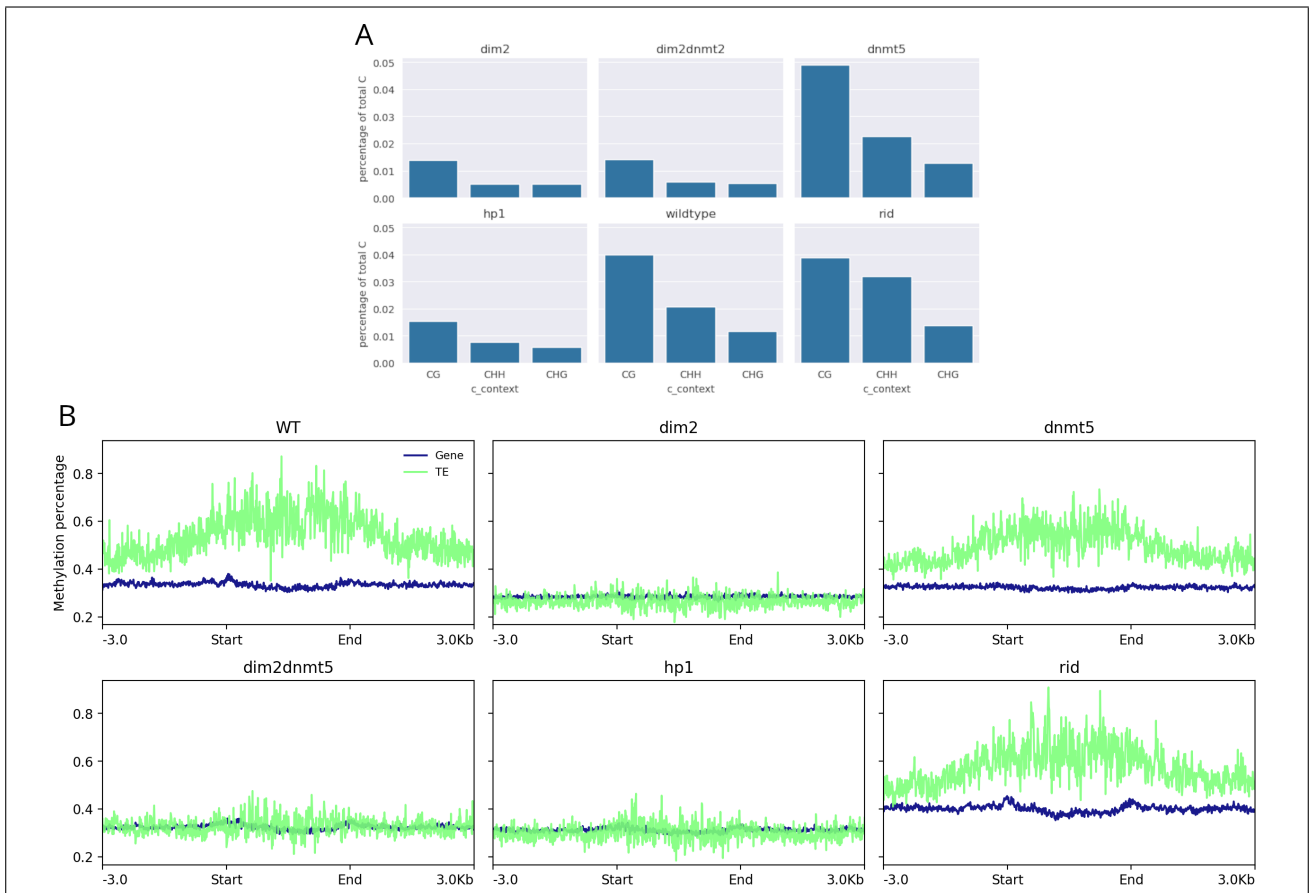 A
dim2 dim2dnmt2 dnmt5
percentage of total C
0.05
0.04
0.03
0.02
0.01
0.00
hp1 wildtype rid
percentage of total C
0.05
0.04
0.03
0.02
0.01
0.00
CG CHH CHG CG CHH CHG CG CHH CHG
c_context c_context c_context
B
WT dim2 dnmt5
Methylation percentage
Gene
TE
0.8
0.6
0.4
0.2
-3.0 Start End 3.0Kb -3.0 Start End 3.0Kb -3.0 Start End 3.0Kb
dim2dnmt5 hp1 rid
0.8
0.6
0.4
0.2
-3.0 Start End 3.0Kb -3.0 Start End 3.0Kb -3.0 Start End 3.0Kb